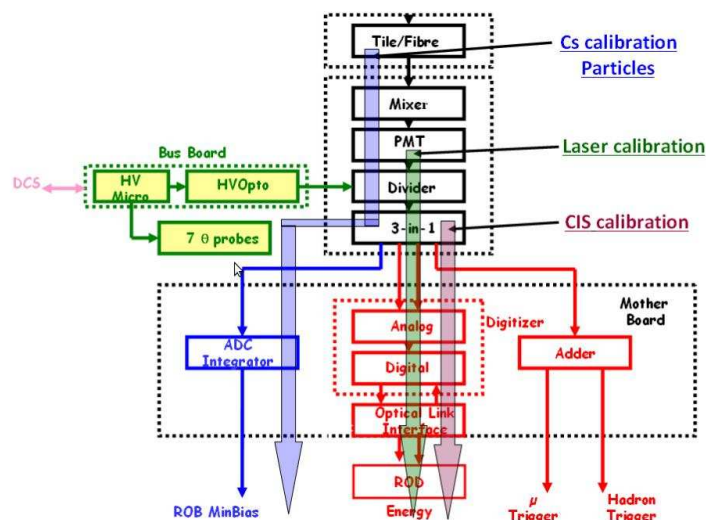 Tile/Fibre
Cs calibration
Particles
Mixer
PMT
Laser calibration
Bus Board
DCS
HV
Micro
HVOpto
Divider
7 θ probes
3-in-1
CIS calibration
Mother
Board
Analog
Digitizer
ADC
Integrator
Digital
Adder
Optical Link
Interface
ROD
ROB MinBias
Energy
μ
Trigger
Hadron
Trigger